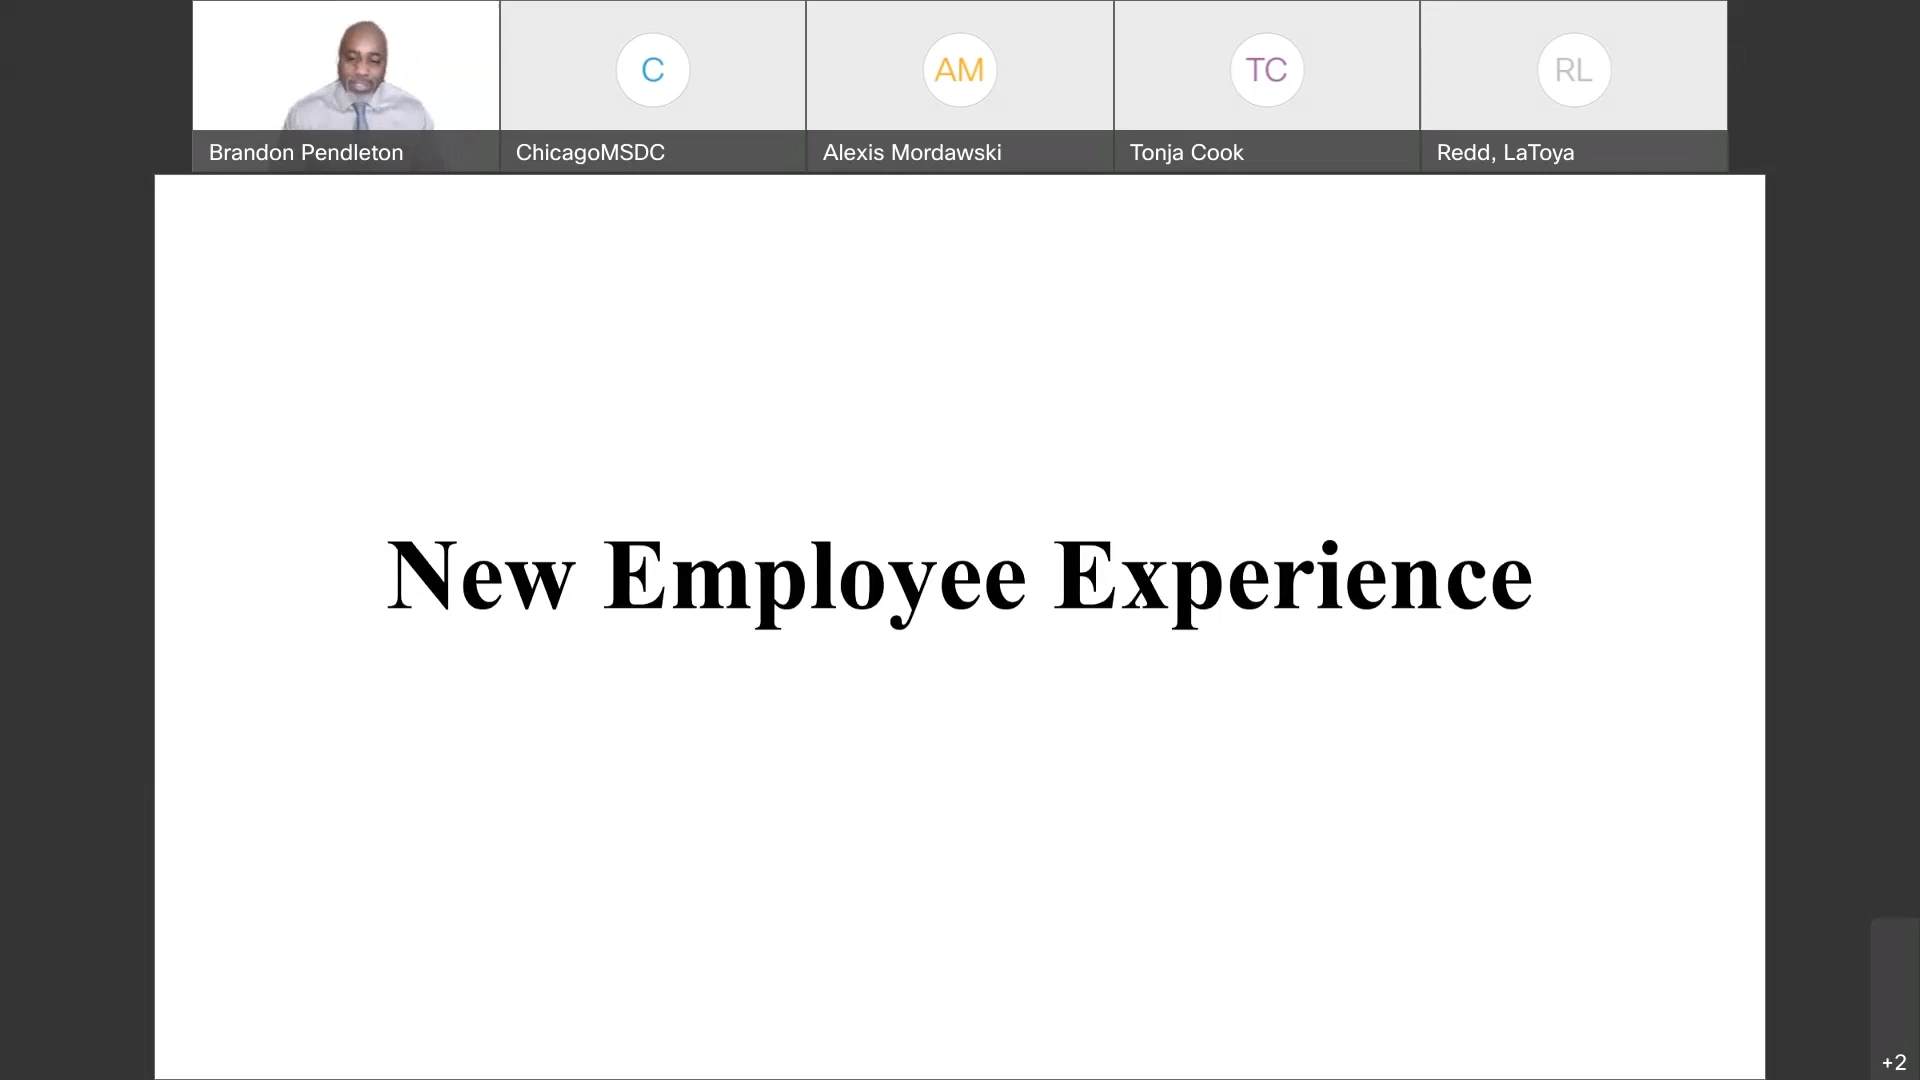 C
AM
TC
RL
Brandon Pendleton
ChicagoMSDC
Alexis Mordawski
Tonja Cook
Redd, LaToya
New Employee Experience
+2